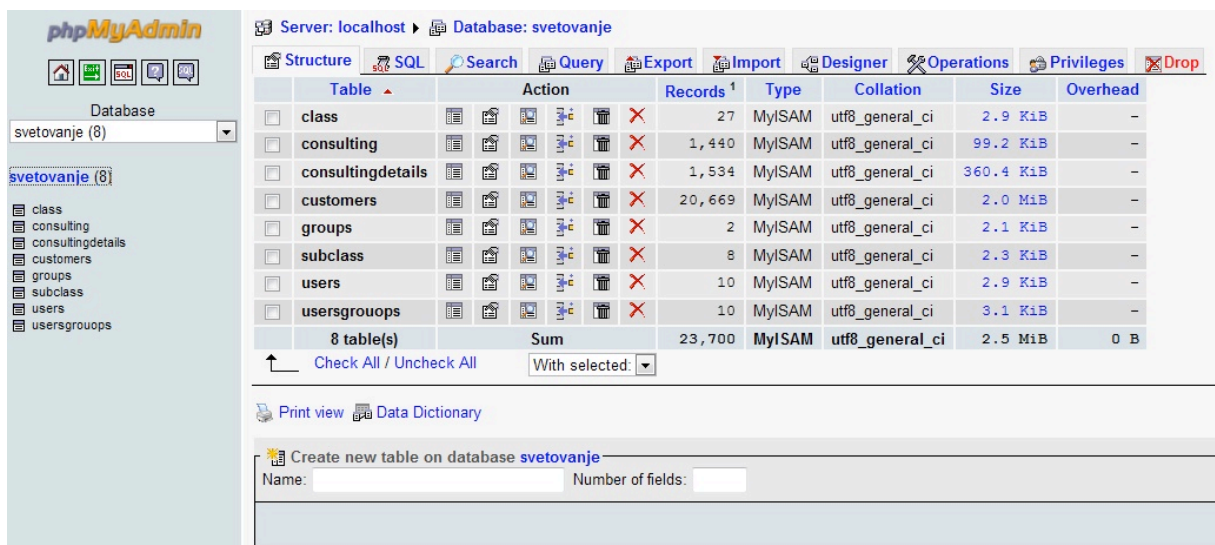 phpMyAdmin
Exit
SQL
Database
svetovanje (8)
svetovanje (8)
class
consulting
consultingdetails
customers
groups
subclass
users
usersgrouops
Server: localhost Database: svetovanje
Structure SQL Search Query Export Import Designer Operations Privileges Drop
Table Action Records 1 Type Collation Size Overhead
class 27 MyISAM utf8_general_ci 2.9 KiB -
consulting 1,440 MyISAM utf8_general_ci 99.2 KiB -
consultingdetails 1,534 MyISAM utf8_general_ci 360.4 KiB -
customers 20,669 MyISAM utf8_general_ci 2.0 MiB -
groups 2 MyISAM utf8_general_ci 2.1 KiB -
subclass 8 MyISAM utf8_general_ci 2.3 KiB -
users 10 MyISAM utf8_general_ci 2.9 KiB -
usersgrouops 10 MyISAM utf8_general_ci 3.1 KiB -
8 table(s) Sum 23,700 MyISAM utf8_general_ci 2.5 MiB 0 B
Check All / Uncheck All With selected:
Print view Data Dictionary
Create new table on database svetovanje
Name: Number of fields: